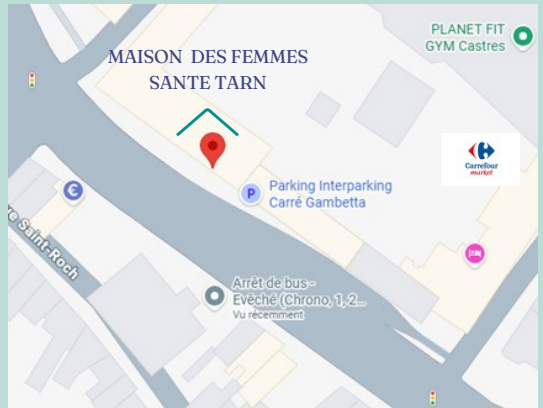 PLANET FIT
GYM Castres
MAISON DES FEMMES
SANTE TARN
Carrefour
market
Parking Interparking
Carré Gambetta
P
€
Saint-Roch
Arrêt de bus -
Evêché (Chrono, 1, 2...
Vu récemment